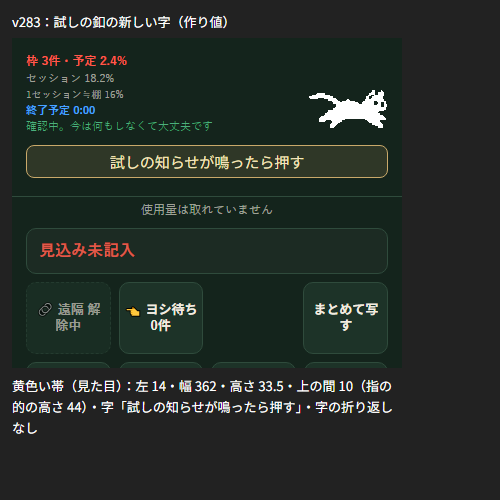 v283：試しの釦の新しい字（作り値）
枠 3件・予定 2.4%
セッション 18.2%
1セッション≒棚 16%
終了予定 0:00
確認中。今は何もしなくて大丈夫です
試しの知らせが鳴ったら押す
使用量は取れていません
見込み未記入
🔗 遠隔 解
除中
👈 ヨシ待ち
0件
まとめて写
す
黄色い帯（見た目）：左 14・幅 362・高さ 33.5・上の間 10（指の
的の高さ 44）・字「試しの知らせが鳴ったら押す」・字の折り返し
なし